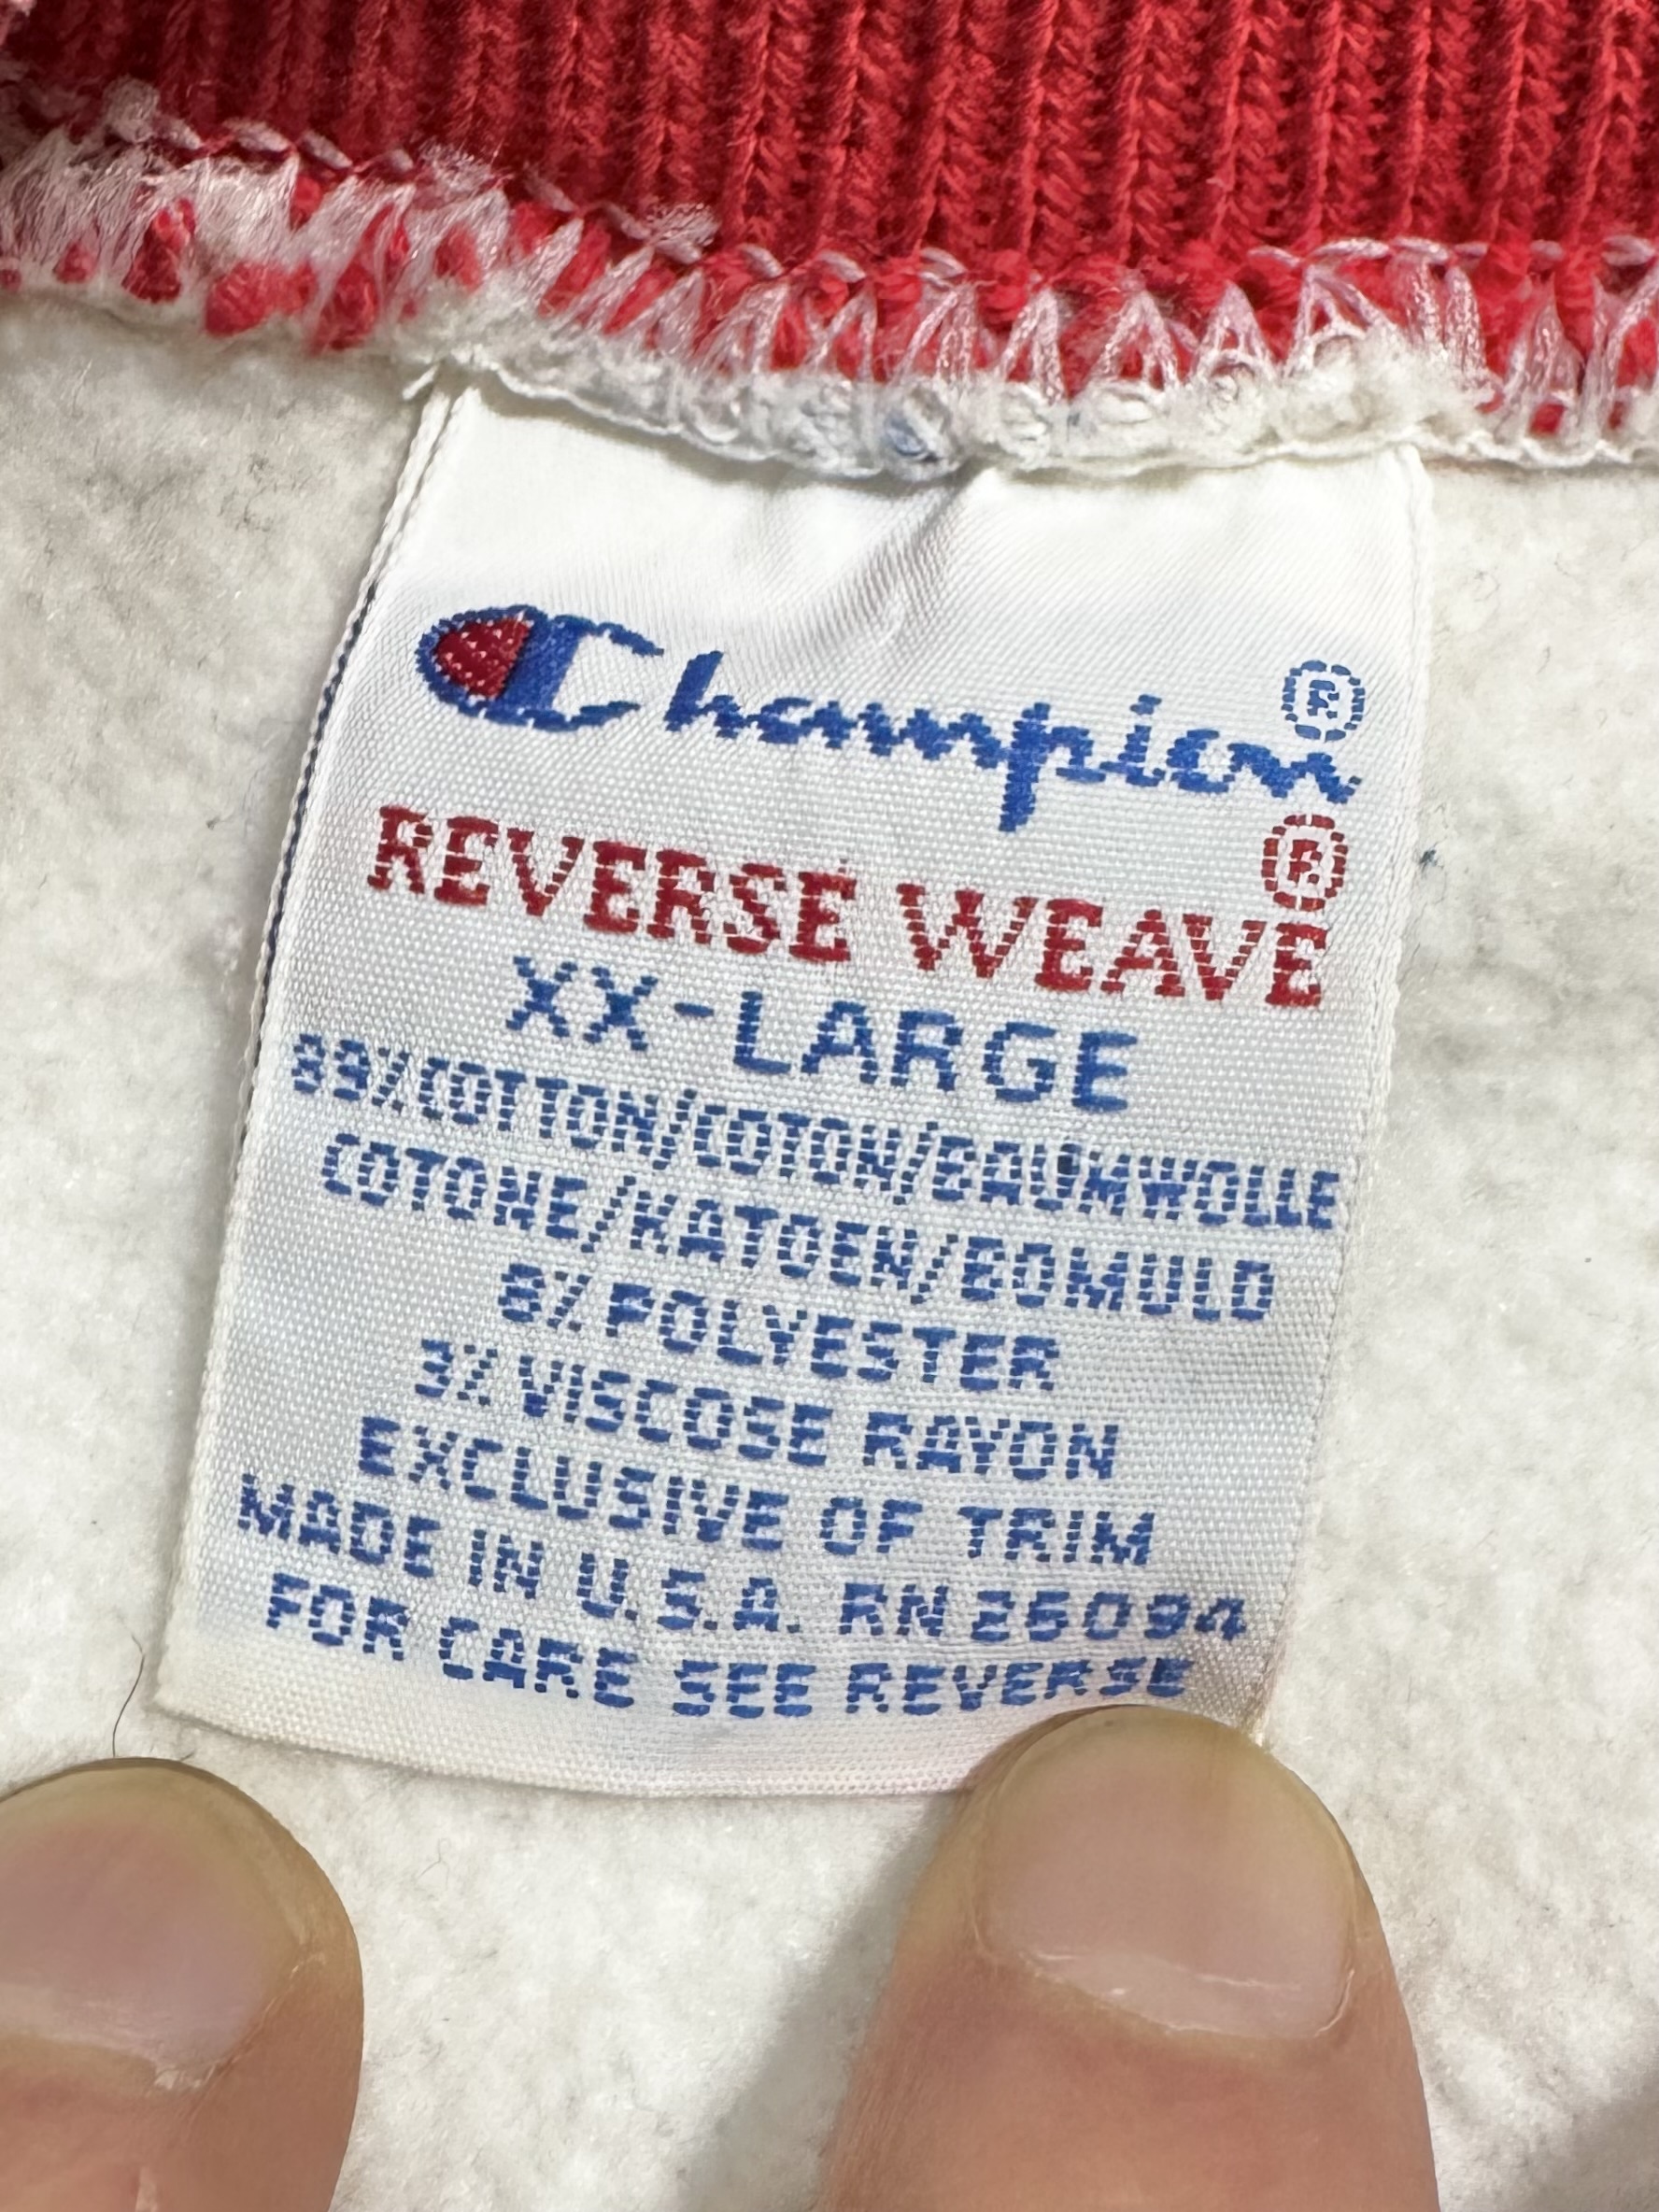 Champion®
REVERSE WEAVE®
XX-LARGE
89%COTTON/COTON/BAUMWOLLE
COTONE/KATOEN/BOMULD
8%POLYESTER
3%VISCOSE RAYON
EXCLUSIVE OF TRIM
MADE IN U.S.A. RN 26094
FOR CARE SEE REVERSE